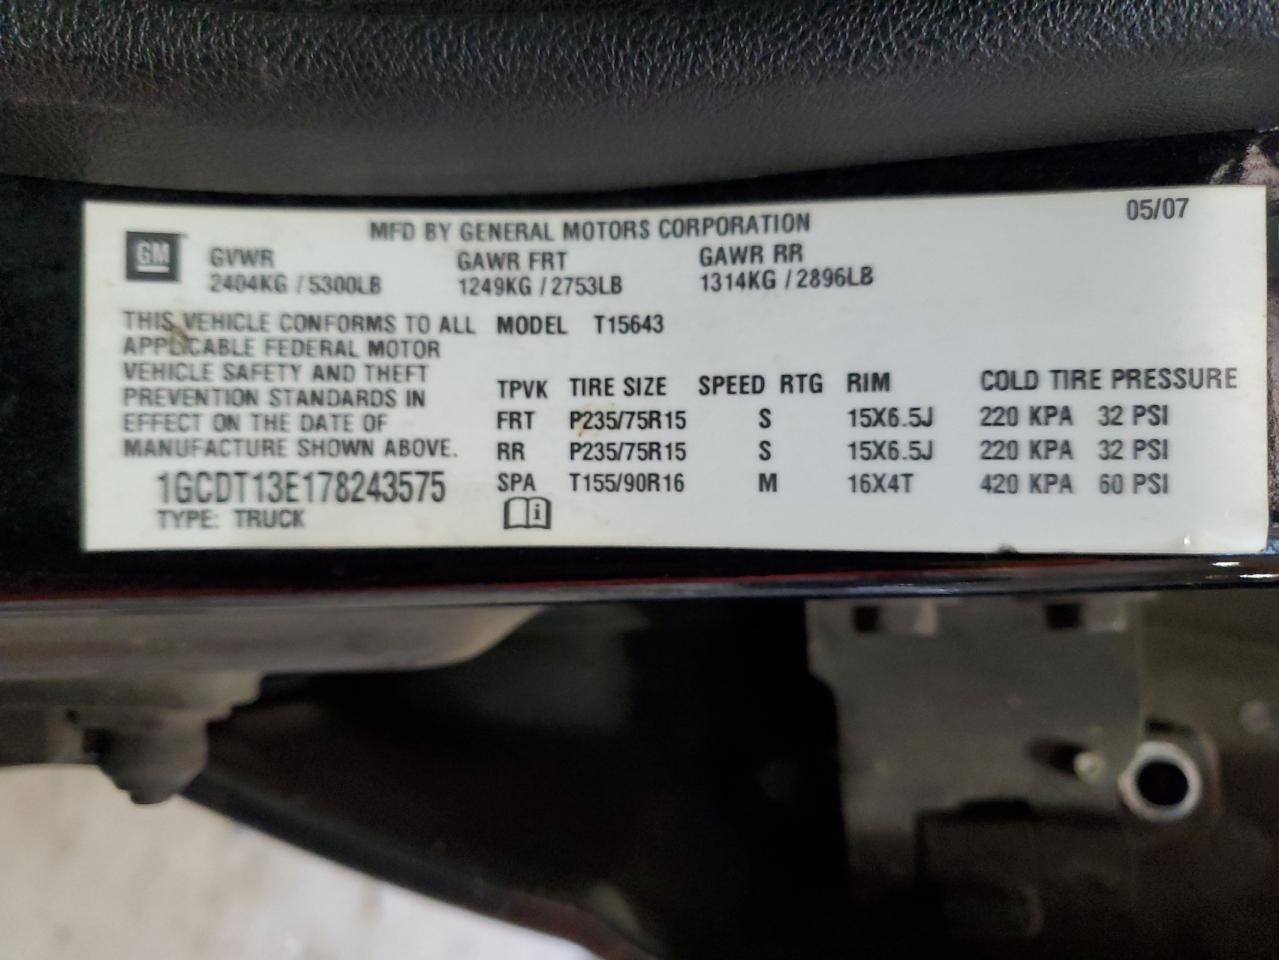 MFD BY GENERAL MOTORS CORPORATION 05/07
GM GVWR GAWR FRT GAWR RR
2404KG / 5300LB 1249KG / 2753LB 1314KG / 2896LB
THIS VEHICLE CONFORMS TO ALL
APPLICABLE FEDERAL MOTOR
VEHICLE SAFETY AND THEFT
PREVENTION STANDARDS IN
EFFECT ON THE DATE OF
MANUFACTURE SHOWN ABOVE.
1GCDT13E178243575
TYPE: TRUCK
MODEL T15643
TPVK TIRE SIZE SPEED RTG RIM COLD TIRE PRESSURE
FRT P235/75R15 S 15X6.5J 220 KPA 32 PSI
RR P235/75R15 S 15X6.5J 220 KPA 32 PSI
SPA T155/90R16 M 16X4T 420 KPA 60 PSI
i